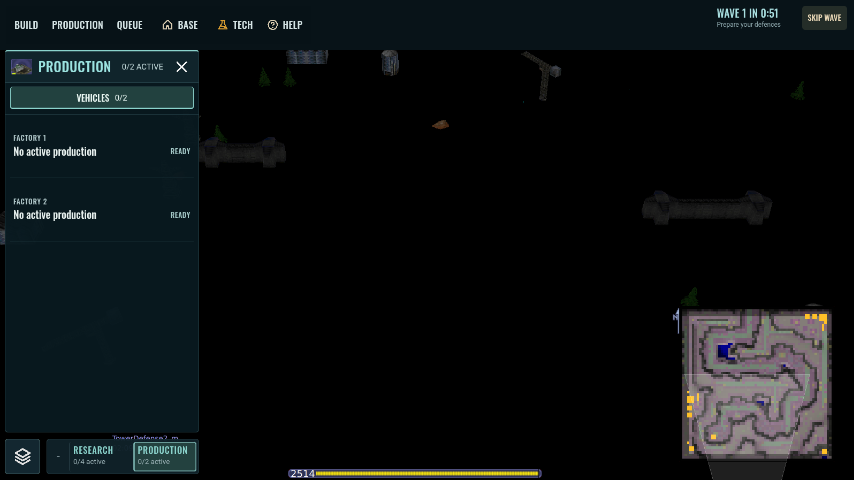 BUILD PRODUCTION QUEUE BASE TECH HELP
WAVE 1 IN 0:51
Prepare your defences
SKIP WAVE
PRODUCTION 0/2 ACTIVE
VEHICLES 0/2
FACTORY 1
No active production READY
FACTORY 2
No active production READY
RESEARCH
0/4 active
PRODUCTION
0/2 active
2514